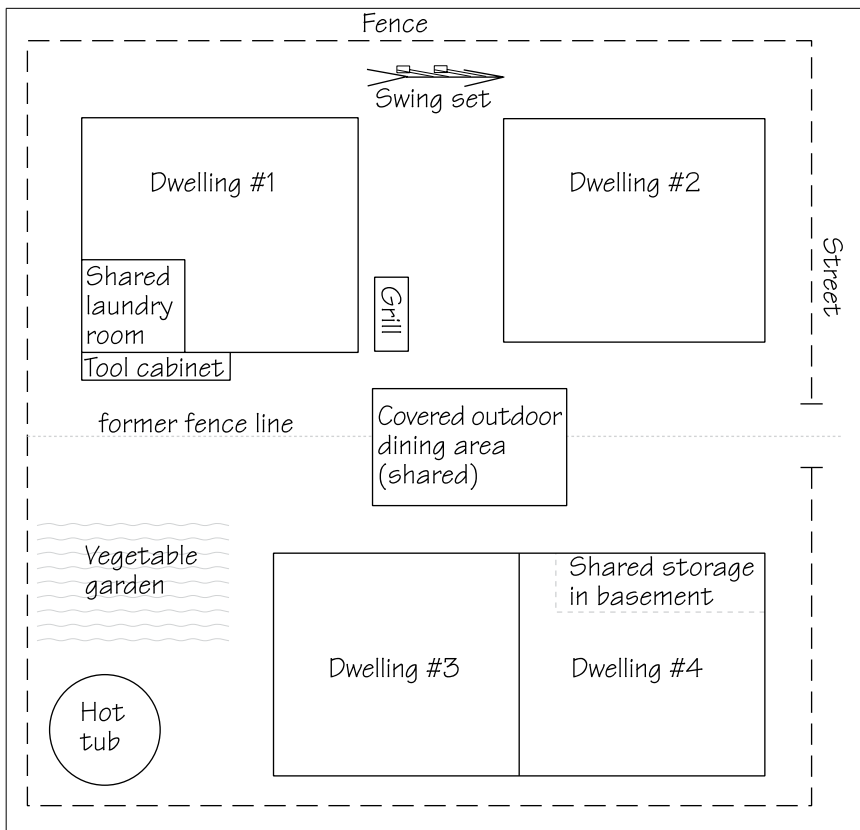 Fence
Swing set
Dwelling #1
Dwelling #2
Street
Shared
laundry
room
Grill
Tool cabinet
former fence line
Covered outdoor
dining area
(shared)
Vegetable
garden
Shared storage
in basement
Dwelling #3
Dwelling #4
Hot
tub